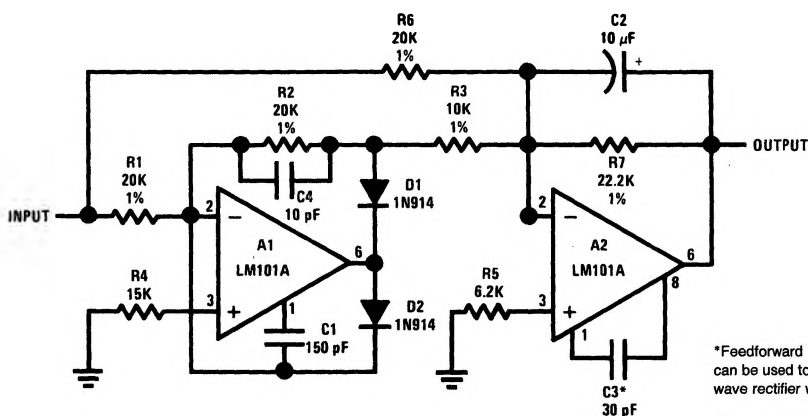 R6
20K
1%
C2
10 μF
+
R2
20K
1%
R3
10K
1%
R1
20K
1%
C4
10 pF
D1
1N914
R7
22.2K
1%
OUTPUT
INPUT
2
−
A1
LM101A
6
3
+
1
R4
15K
C1
150 pF
D2
1N914
2
−
A2
LM101A
6
8
3
+
1
R5
6.2K
C3*
30 pF
*Feedforward
can be used to
wave rectifier